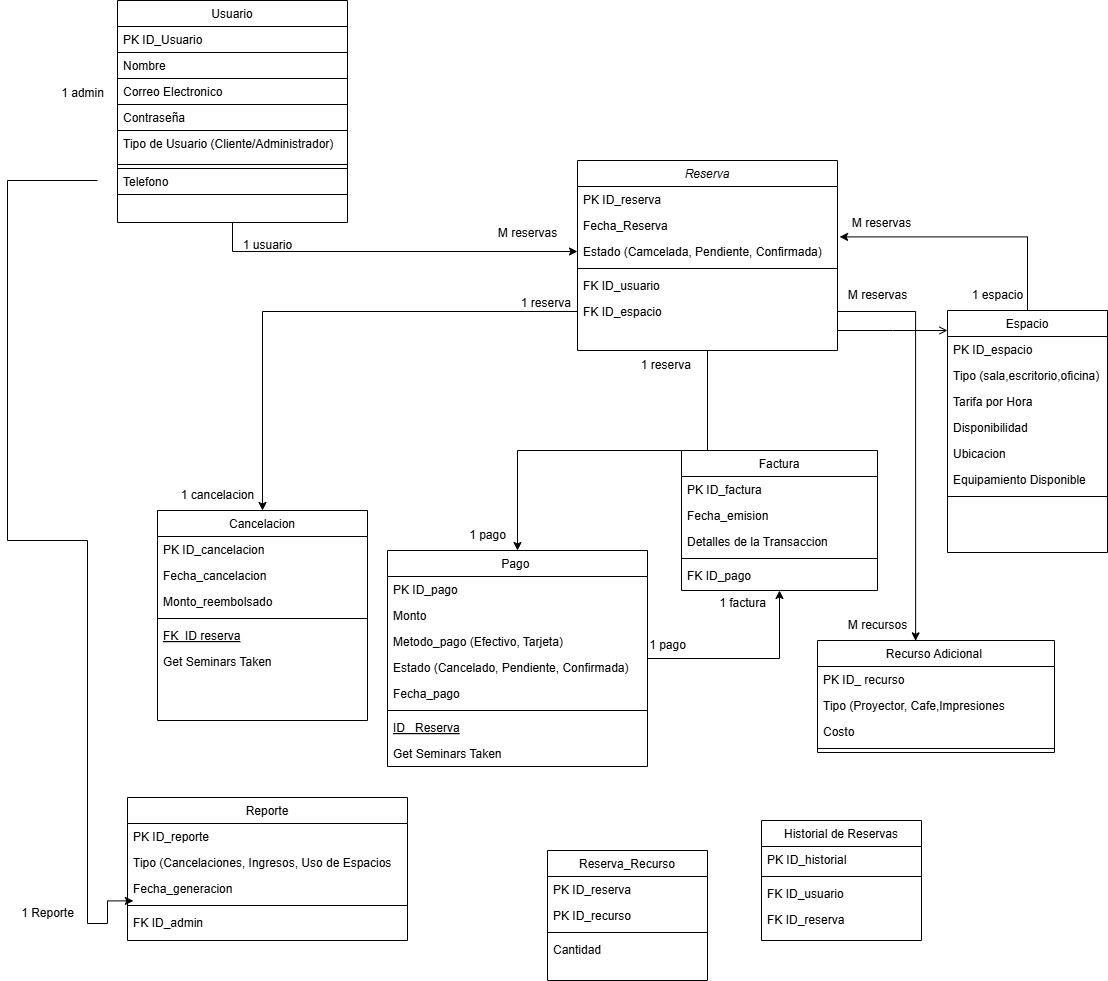 Usuario
PK ID_Usuario
Nombre
1 admin
Correo Electronico
Contraseña
Tipo de Usuario (Cliente/Administrador)
Telefono
1 usuario
M reservas
Reserva
PK ID_reserva
Fecha_Reserva
Estado (Camcelada, Pendiente, Confirmada)
FK ID_usuario
FK ID_espacio
M reservas
1 espacio
M reservas
1 reserva
1 reserva
Espacio
PK ID_espacio
Tipo (sala,escritorio,oficina)
Tarifa por Hora
Disponibilidad
Ubicacion
Equipamiento Disponible
Factura
PK ID_factura
Fecha_emision
Detalles de la Transaccion
FK ID_pago
1 factura
1 cancelacion
Cancelacion
PK ID_cancelacion
Fecha_cancelacion
Monto_reembolsado
FK_ID reserva
Get Seminars Taken
1 pago
Pago
PK ID_pago
Monto
Metodo_pago (Efectivo, Tarjeta)
Estado (Cancelado, Pendiente, Confirmada)
Fecha_pago
ID_ Reserva
Get Seminars Taken
1 pago
M recursos
Recurso Adicional
PK ID_ recurso
Tipo (Proyector, Cafe,Impresiones
Costo
Reporte
PK ID_reporte
Tipo (Cancelaciones, Ingresos, Uso de Espacios
Fecha_generacion
FK ID_admin
1 Reporte
Reserva_Recurso
PK ID_reserva
PK ID_recurso
Cantidad
Historial de Reservas
PK ID_historial
FK ID_usuario
FK ID_reserva